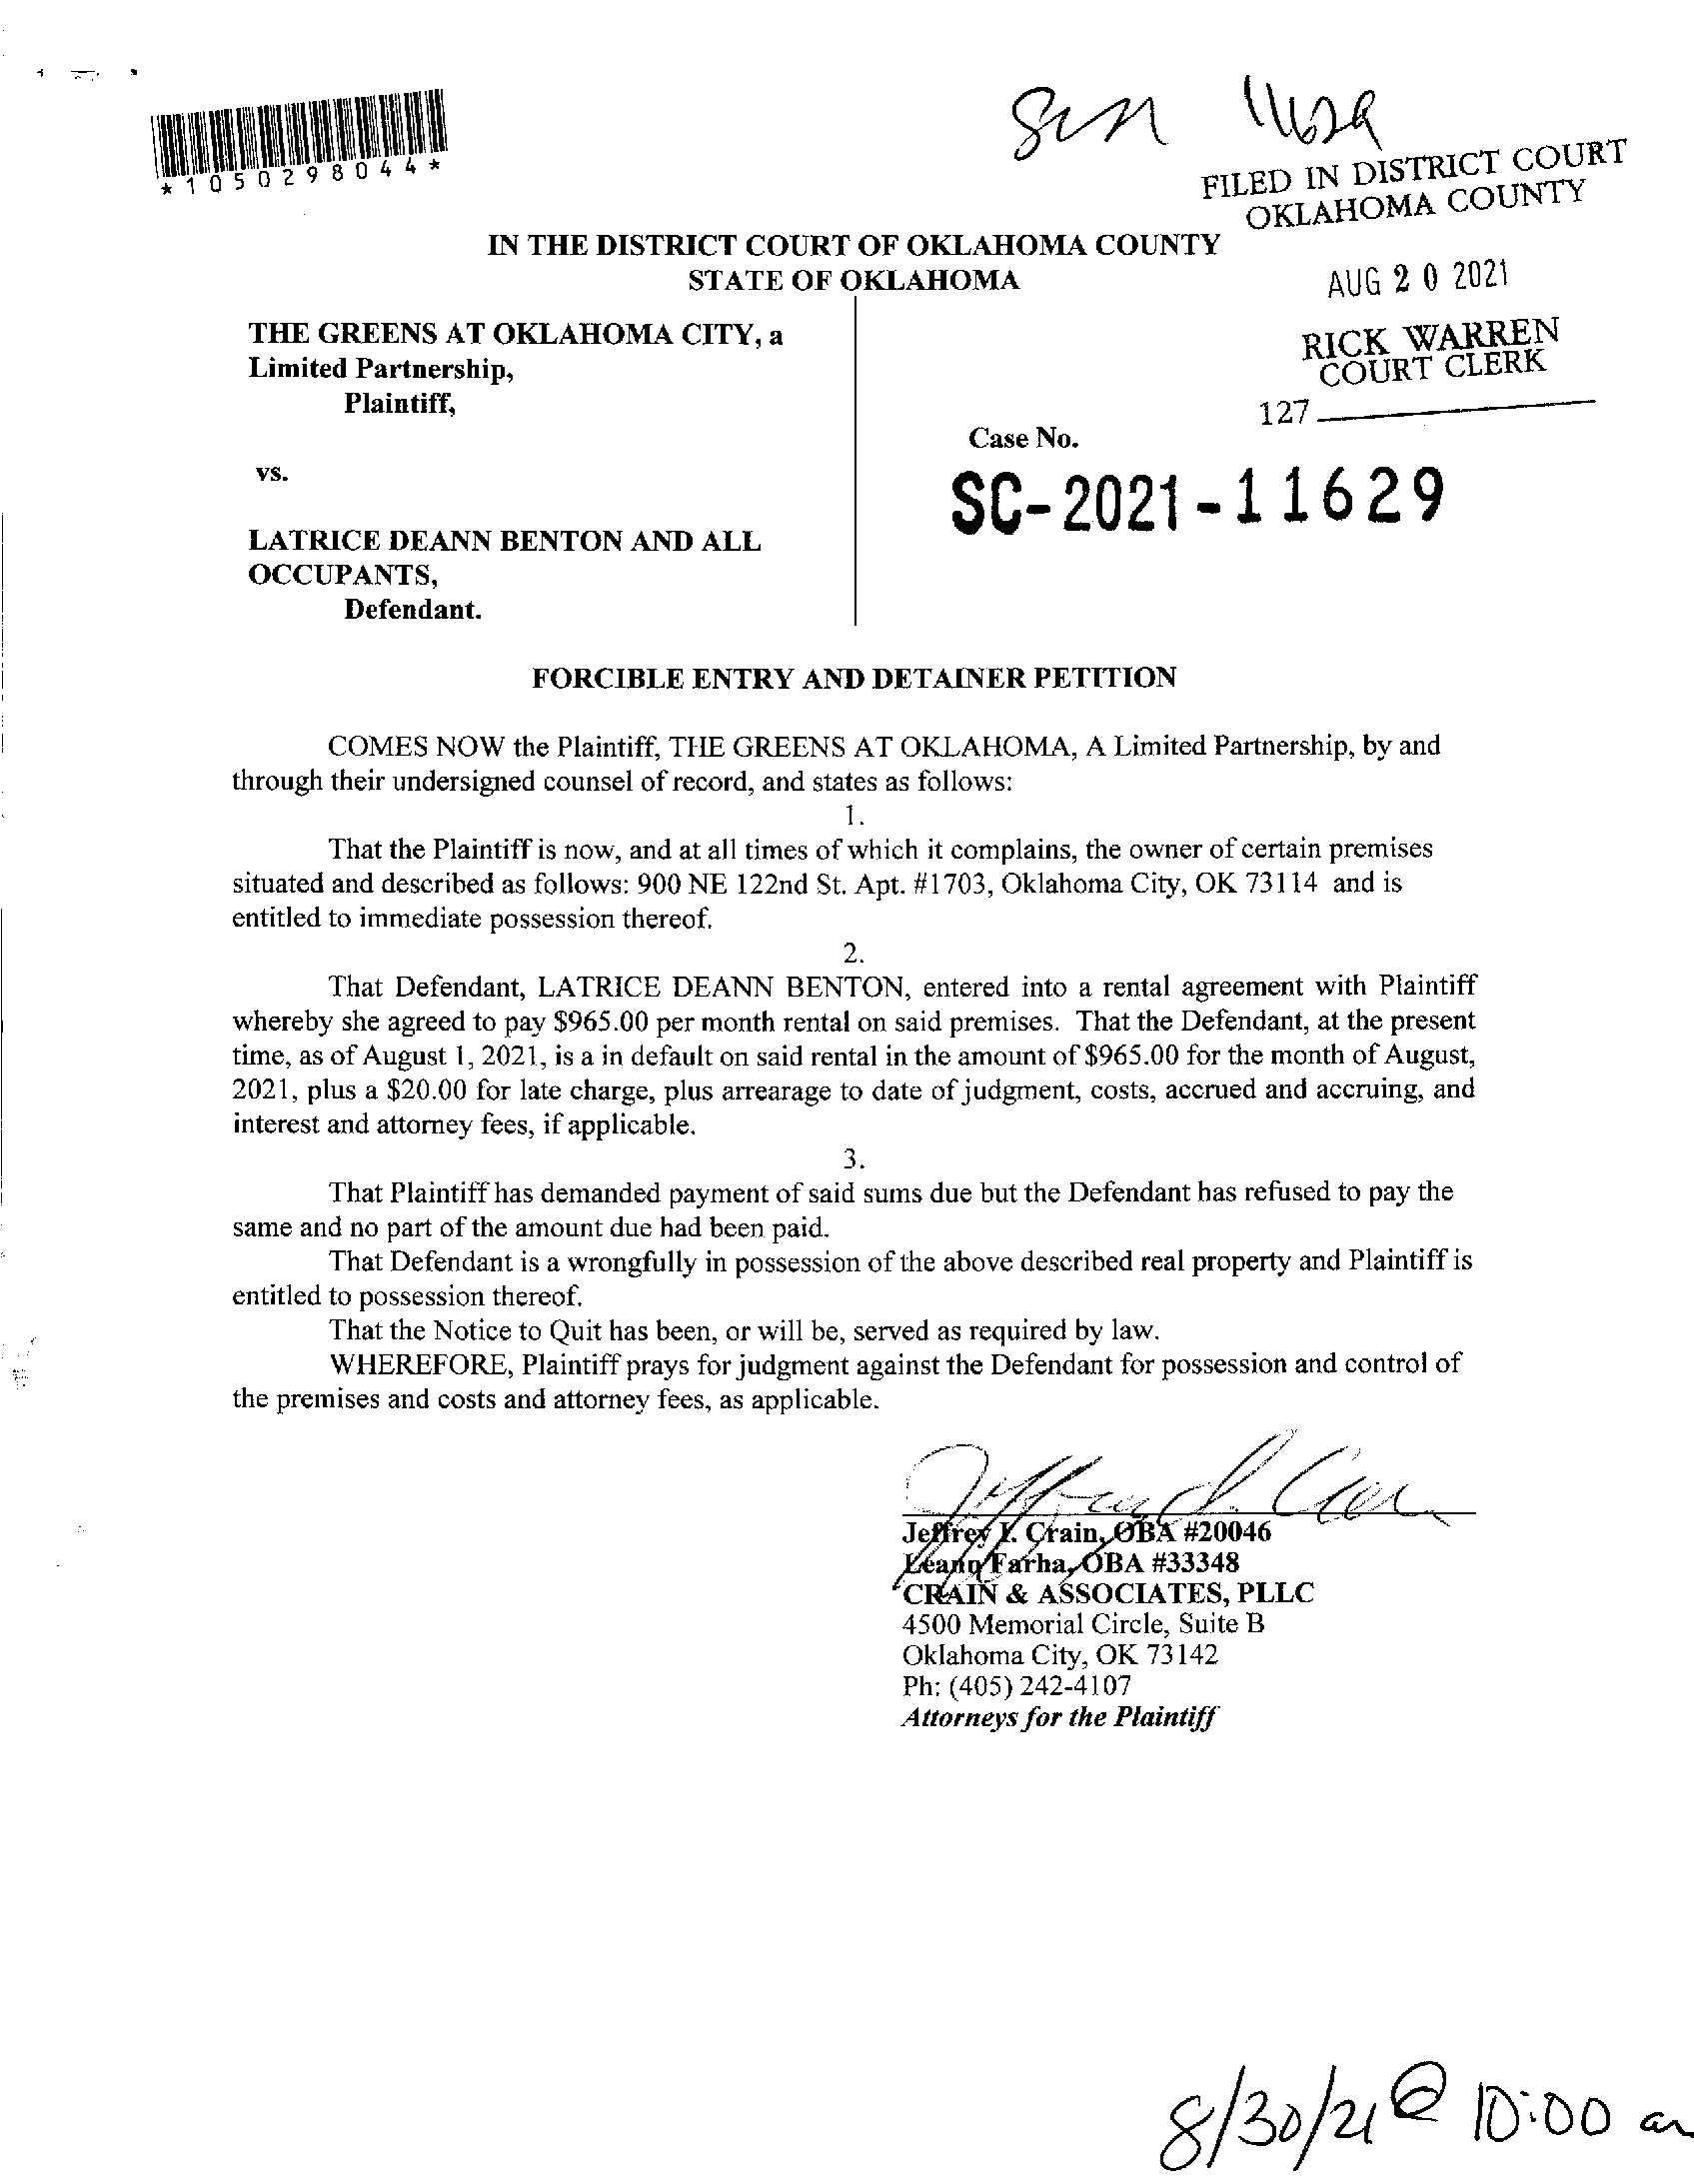 *1050298044*
FILED IN DISTRICT COURT
OKLAHOMA COUNTY
IN THE DISTRICT COURT OF OKLAHOMA COUNTY
STATE OF OKLAHOMA
AUG 20 2021
THE GREENS AT OKLAHOMA CITY, a
Limited Partnership,
Plaintiff,
RICK WARREN
COURT CLERK
127
Case No.
SC-2021-11629
vs.
LATRICE DEANN BENTON AND ALL
OCCUPANTS,
Defendant.
FORCIBLE ENTRY AND DETAINER PETITION
COMES NOW the Plaintiff, THE GREENS AT OKLAHOMA, A Limited Partnership, by and
through their undersigned counsel of record, and states as follows:
1.
That the Plaintiff is now, and at all times of which it complains, the owner of certain premises
situated and described as follows: 900 NE 122nd St. Apt. #1703, Oklahoma City, OK 73114 and is
entitled to immediate possession thereof.
2.
That Defendant, LATRICE DEANN BENTON, entered into a rental agreement with Plaintiff
whereby she agreed to pay $965.00 per month rental on said premises. That the Defendant, at the present
time, as of August 1, 2021, is a in default on said rental in the amount of $965.00 for the month of August,
2021, plus a $20.00 for late charge, plus arrearage to date of judgment, costs, accrued and accruing, and
interest and attorney fees, if applicable.
3.
That Plaintiff has demanded payment of said sums due but the Defendant has refused to pay the
same and no part of the amount due had been paid.
That Defendant is a wrongfully in possession of the above described real property and Plaintiff is
entitled to possession thereof.
That the Notice to Quit has been, or will be, served as required by law.
WHEREFORE, Plaintiff prays for judgment against the Defendant for possession and control of
the premises and costs and attorney fees, as applicable.
Jeffrey I. Crain, OBA #20046
Leann Farha, OBA #33348
CRAIN & ASSOCIATES, PLLC
4500 Memorial Circle, Suite B
Oklahoma City, OK 73142
Ph: (405) 242-4107
Attorneys for the Plaintiff
8/30/21 @ 10:00 am